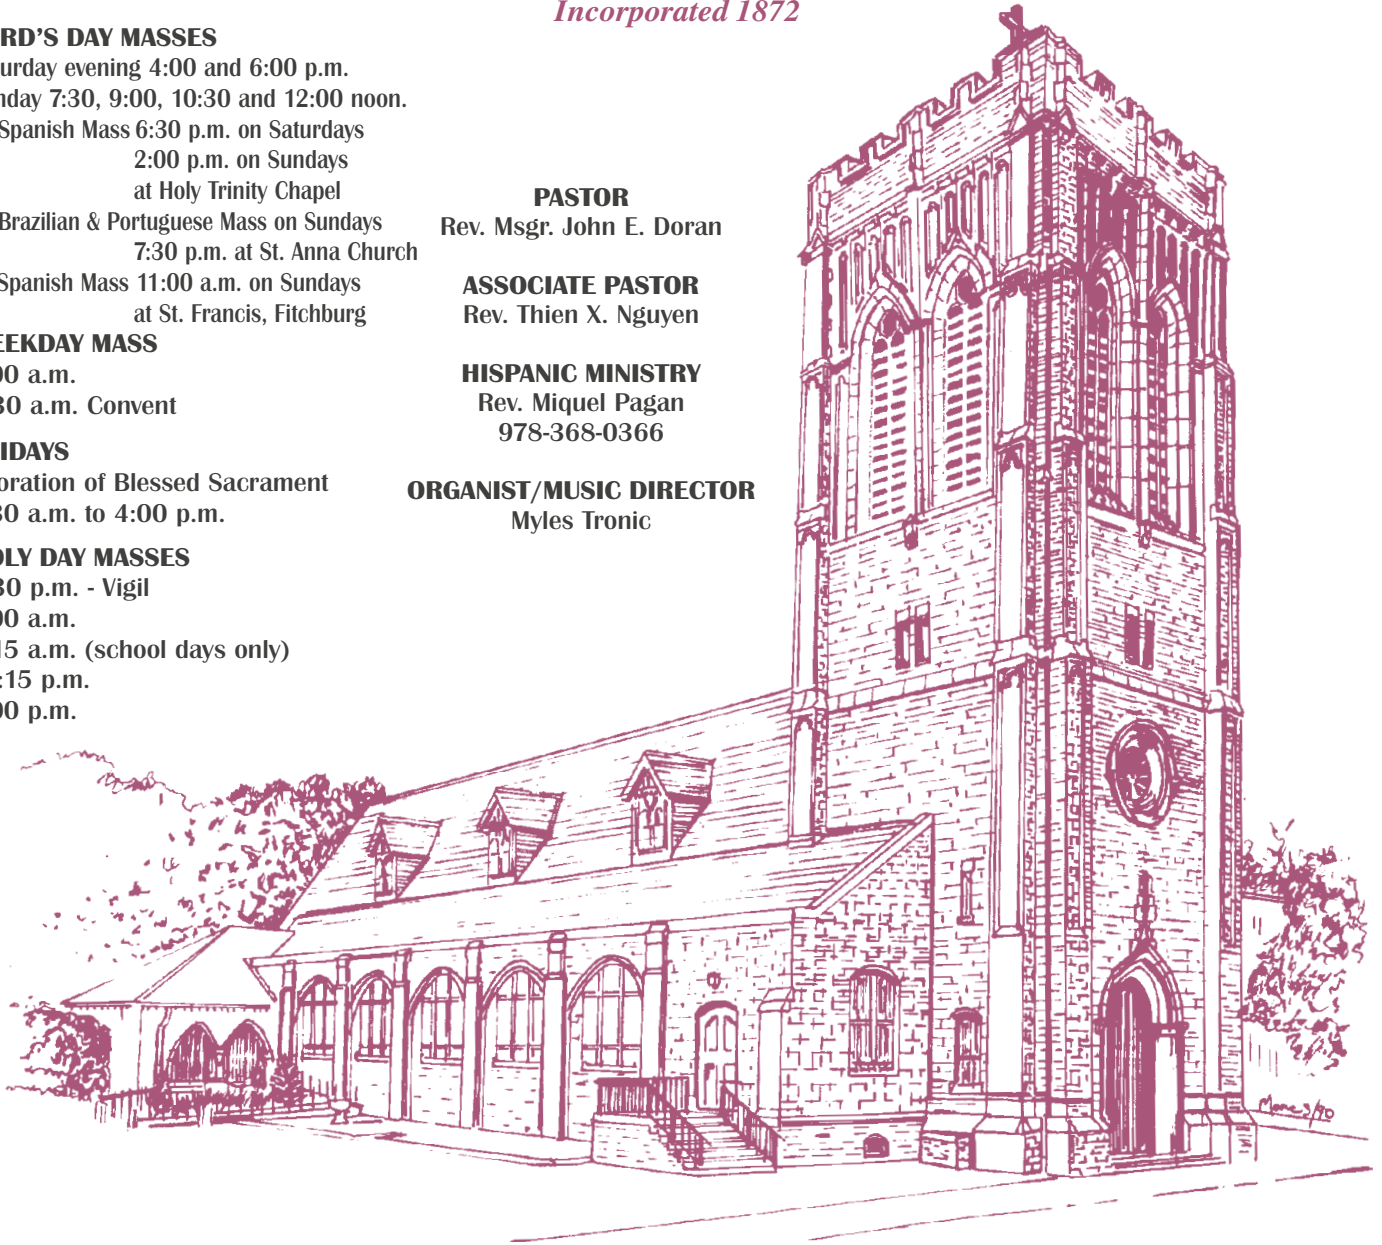 Incorporated 1872
RD’S DAY MASSES
urday evening 4:00 and 6:00 p.m.
nday 7:30, 9:00, 10:30 and 12:00 noon.
Spanish Mass 6:30 p.m. on Saturdays
2:00 p.m. on Sundays
at Holy Trinity Chapel
Brazilian & Portuguese Mass on Sundays
7:30 p.m. at St. Anna Church
Spanish Mass 11:00 a.m. on Sundays
at St. Francis, Fitchburg
EEKDAY MASS
00 a.m.
30 a.m. Convent
IDAYS
oration of Blessed Sacrament
30 a.m. to 4:00 p.m.
OLY DAY MASSES
30 p.m. - Vigil
00 a.m.
15 a.m. (school days only)
:15 p.m.
00 p.m.
PASTOR
Rev. Msgr. John E. Doran
ASSOCIATE PASTOR
Rev. Thien X. Nguyen
HISPANIC MINISTRY
Rev. Miquel Pagan
978-368-0366
ORGANIST/MUSIC DIRECTOR
Myles Tronic